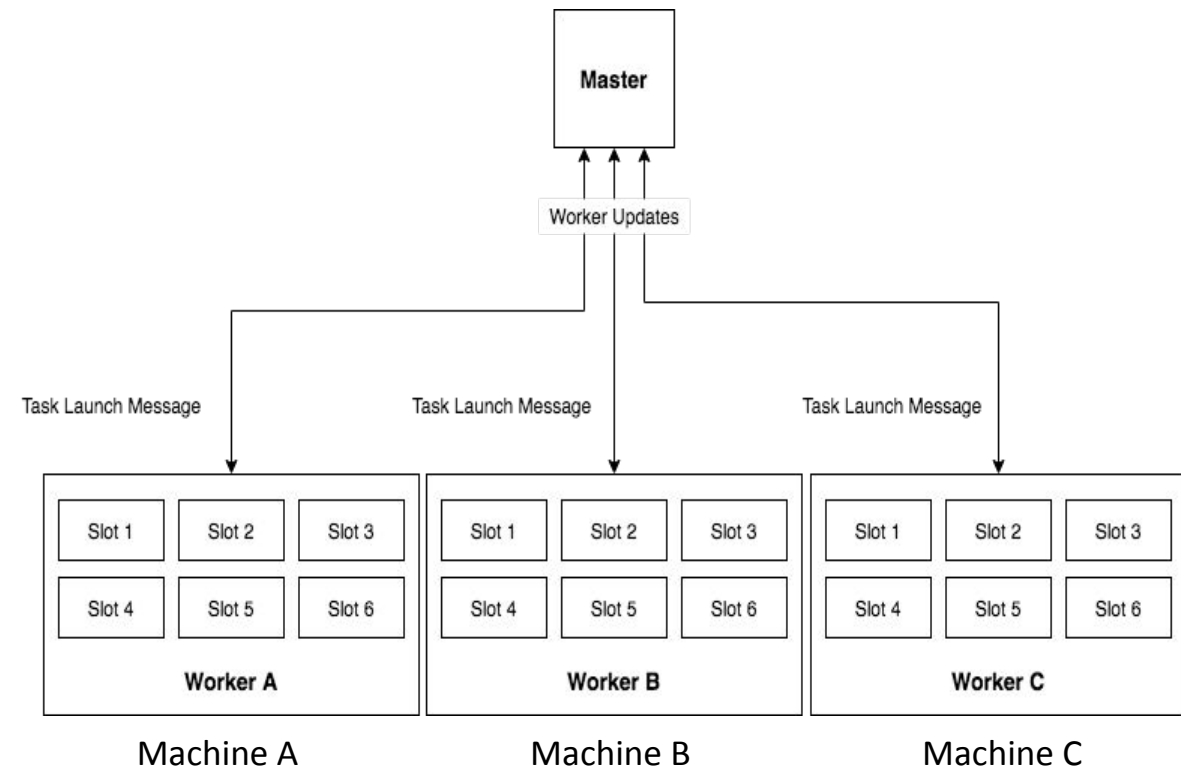 Master
Worker Updates
Task Launch Message
Task Launch Message
Task Launch Message
Slot 1
Slot 2
Slot 3
Slot 4
Slot 5
Slot 6
Worker A
Slot 1
Slot 2
Slot 3
Slot 4
Slot 5
Slot 6
Worker B
Slot 1
Slot 2
Slot 3
Slot 4
Slot 5
Slot 6
Worker C
Machine A
Machine B
Machine C